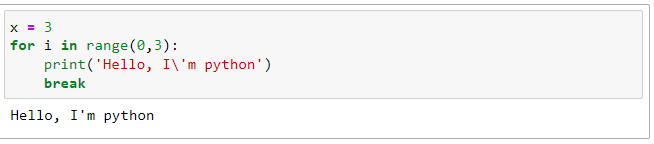 x = 3
for i in range(0,3):
    print('Hello, I\'m python')
    break
Hello, I'm python